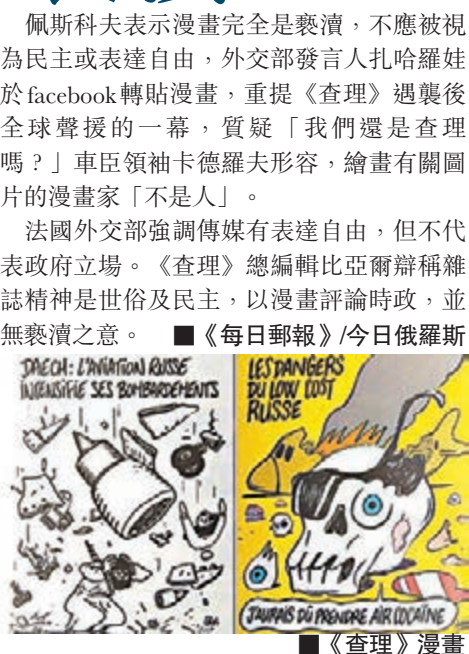 佩斯科夫表示漫畫完全是褻瀆，不應被視
為民主或表達自由，外交部發言人扎哈羅娃
於facebook轉貼漫畫，重提《查理》遇襲後
全球聲援的一幕，質疑「我們還是查理
嗎？」車臣領袖卡德羅夫形容，繪畫有關圖
片的漫畫家「不是人」。
法國外交部強調傳媒有表達自由，但不代
表政府立場。《查理》總編輯比亞爾辯稱雜
誌精神是世俗及民主，以漫畫評論時政，並
無褻瀆之意。 ■《每日郵報》/今日俄羅斯
DAECH: L'AVIATION RUSSE
INTENSIFIE SES BOMBARDEMENTS
LES DANGERS
DU LOW COST
RUSSE
J'AURAIS DÛ PRENDRE AIR COCAÏNE
■《查理》漫畫